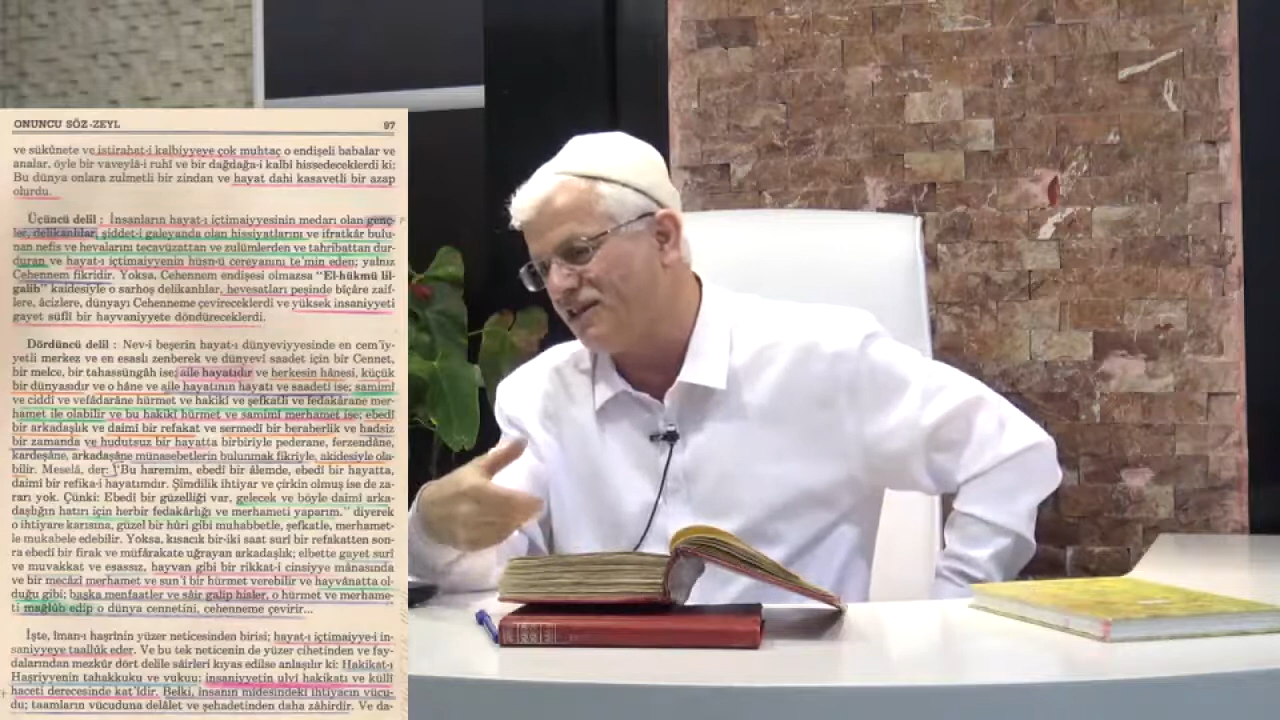 ONUNCU SÖZ-ZEYL 97
ve sükûnete ve istirahat-i kalbiyyeye çok muhtaç o endişeli babalar ve
analar, öyle bir vaveylâ-i ruhî ve bir dağdağa-i kalbî hissedeceklerdi ki:
Bu dünya onlara zulmetli bir zindan ve hayat dahi kasavetli bir azap
olurdu.
Üçüncü delil : İnsanların hayat-ı içtimaiyyesinin medarı olan genç-
ler, delikanlılar, şiddet-i galeyanda olan hissiyatlarını ve ifratkâr bulu-
nan nefis ve hevalarını tecavüzattan ve zulümlerden ve tahribattan dur-
duran ve hayat-ı içtimaiyyenin hüsn-ü cereyanını te'min eden; yalnız
Cehennem fikridir. Yoksa, Cehennem endişesi olmazsa "El-hükmü lil-
galib" kaidesiyle o sarhoş delikanlılar, hevesatları peşinde bîçâre zaif-
lere, âcizlere, dünyayı Cehenneme çevireceklerdi ve yüksek insaniyyeti
gayet süflî bir hayvaniyyete döndüreceklerdi.
Dördüncü delil : Nev-i beşerin hayat-ı dünyeviyyesinde en cem'iy-
yetli merkez ve en esaslı zenberek ve dünyevî saadet için bir Cennet,
bir melce, bir tahassüngâh ise; aile hayatıdır ve herkesin hânesi, küçük
bir dünyasıdır ve o hâne ve aile hayatının hayatı ve saadeti ise; samimî
ve ciddî ve vefâdarâne hürmet ve hakikî ve şefkatli ve fedakârane mer-
hamet ile olabilir ve bu hakikî hürmet ve samimî merhamet ise; ebedî
bir arkadaşlık ve daimî bir refakat ve sermedî bir beraberlik ve hadsiz
bir zamanda ve hudutsuz bir hayatta birbiriyle pederane, ferzendâne,
kardeşâne, arkadaşâne münasebetlerin bulunmak fikriyle, akidesiyle ola-
bilir. Meselâ, der: "Bu haremim, ebedî bir âlemde, ebedî bir hayatta,
daimî bir refika-i hayatımdır. Şimdilik ihtiyar ve çirkin olmuş ise de za-
rarı yok. Çünki: Ebedî bir güzelliği var, gelecek ve böyle daimî arka-
daşlığın hatırı için herbir fedakârlığı ve merhameti yaparım." diyerek
o ihtiyare karısına, güzel bir hûri gibi muhabbetle, şefkatle, merhamet-
le mukabele edebilir. Yoksa, kısacık bir-iki saat surî bir refakatten son-
ra ebedî bir firak ve müfârakate uğrayan arkadaşlık; elbette gayet surî
ve muvakkat ve esassız, hayvan gibi bir rikkat-i cinsiyye mânasında
ve bir mecâzî merhamet ve sun'î bir hürmet verebilir ve hayvânatta ol-
duğu gibi; başka menfaatler ve sâir galip hisler, o hürmet ve merhame-
ti mağlûb edip o dünya cennetini, cehenneme çevirir...
İşte, îman-ı haşrînin yüzer neticesinden birisi; hayat-ı içtimaiyye-i in-
saniyyeye taallûk eder. Ve bu tek neticenin de yüzer cihetinden ve fay-
dalarından mezkûr dört delile sâirleri kıyas edilse anlaşılır ki: Hakikat-ı
Haşriyyenin tahakkuku ve vukuu; insaniyyetin ulvî hakikatı ve küllî
haceti derecesinde kat'îdir. Belki, insanın midesindeki ihtiyacın vücu-
du; taamların vücuduna delâlet ve şehadetinden daha zâhirdir. Ve da-